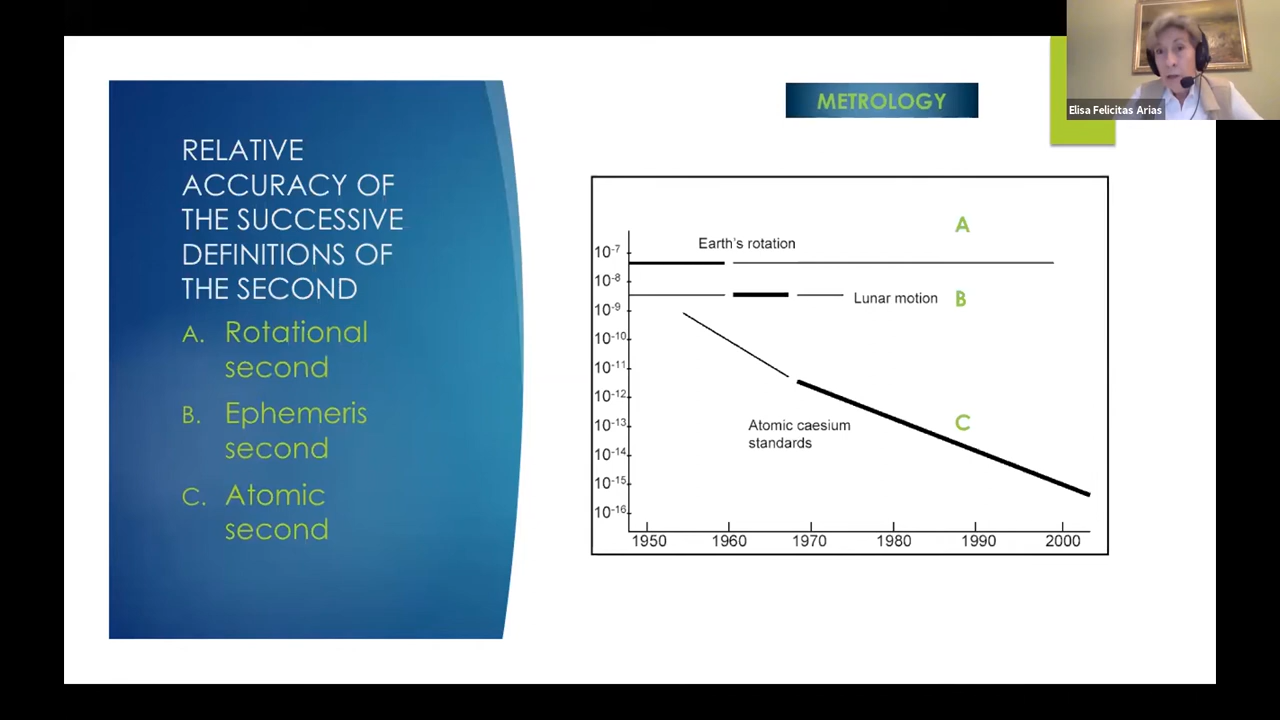 METROLOGY
Elisa Felicitas Arias
RELATIVE
ACCURACY OF
THE SUCCESSIVE
DEFINITIONS OF
THE SECOND
A. Rotational
second
B. Ephemeris
second
C. Atomic
second
A
Earth's rotation
10-7
10-8
Lunar motion B
10-9
10-10
10-11
10-12
Atomic caesium
standards
C
10-13
10-14
10-15
10-16
1950 1960 1970 1980 1990 2000